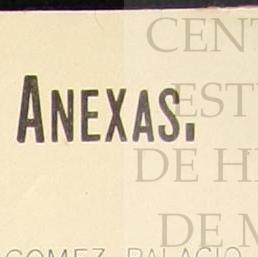 CENT
ANEXAS.
EST
DE H
DE M
GOMEZ PALACIO